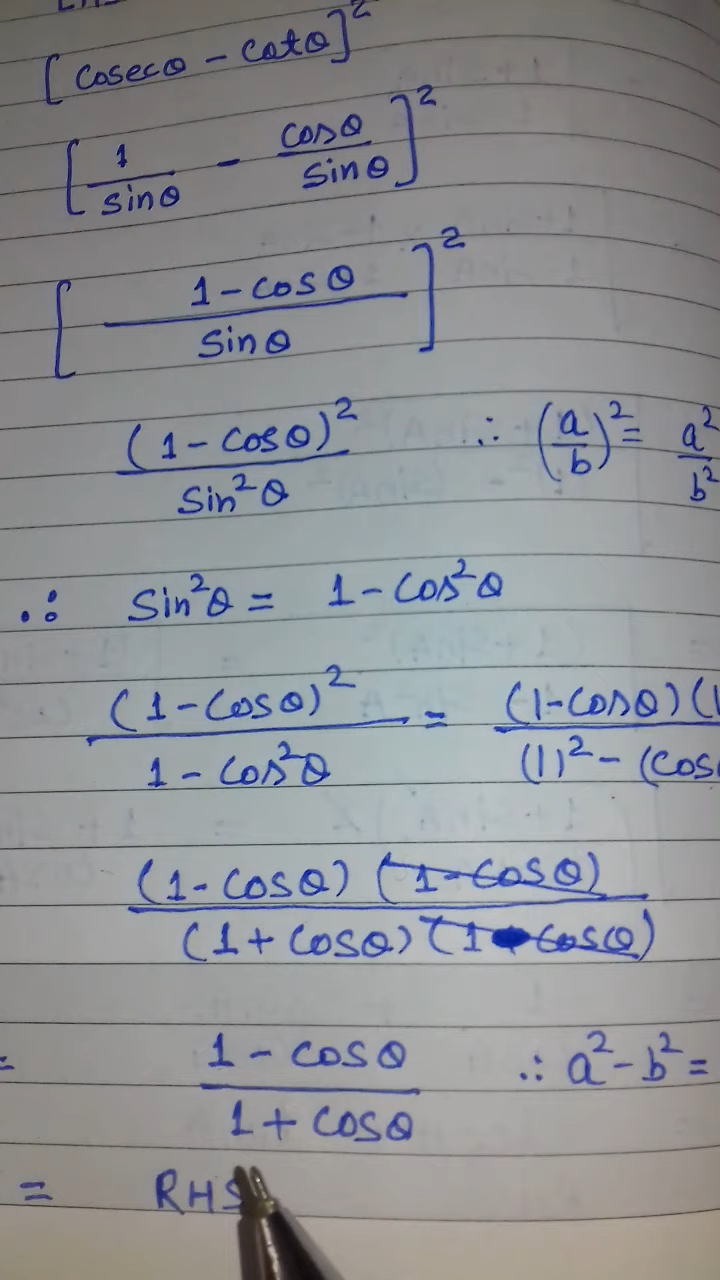 [cosecθ - cotθ]²
[1/sinθ - cosθ/sinθ]²
[1-cosθ/sinθ]²
(1-cosθ)²/sin²θ ∴ (a/b)² = a²/b²
∴ sin²θ = 1-cos²θ
(1-cosθ)²/1-cos²θ = (1-cosθ)(1/(1)²-(cos
(1-cosθ)(1-cosθ)/(1+cosθ)(1-cosθ)
= 1-cosθ/1+cosθ ∴ a²-b² =
= RHS